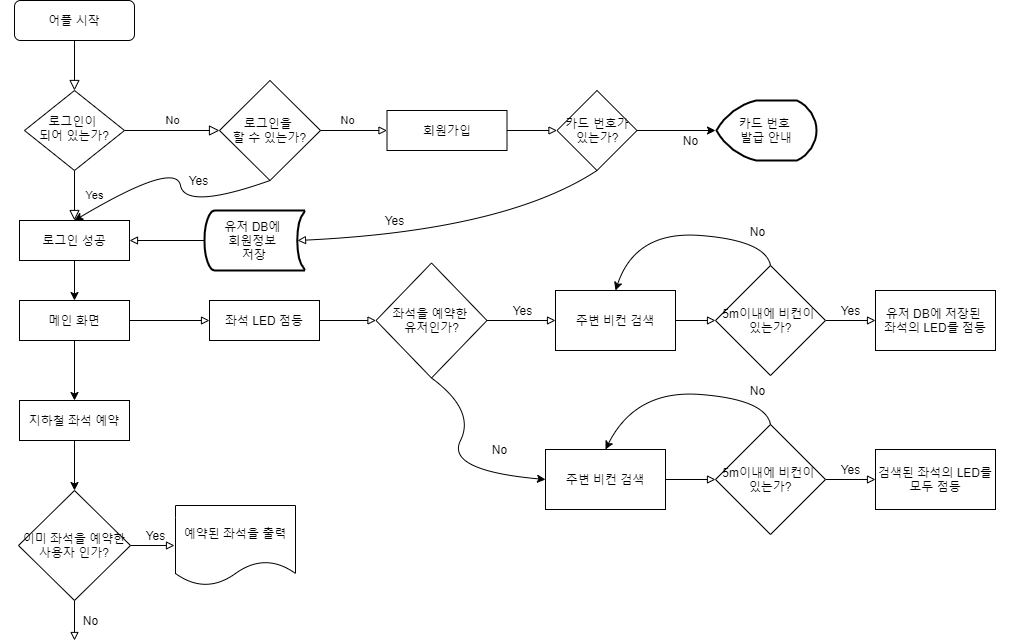 어플 시작
로그인이
되어 있는가?
No
로그인을
할 수 있는가?
No
회원가입
카드 번호가
있는가?
No
카드 번호
발급 안내
Yes
Yes
로그인 성공
유저 DB에
회원정보
저장
Yes
메인 화면
좌석 LED 점등
좌석을 예약한
유저인가?
Yes
주변 비컨 검색
No
5m이내에 비컨이
있는가?
Yes
유저 DB에 저장된
좌석의 LED를 점등
No
주변 비컨 검색
No
5m이내에 비컨이
있는가?
Yes
검색된 좌석의 LED를
모두 점등
지하철 좌석 예약
이미 좌석을 예약한
사용자 인가?
Yes
예약된 좌석을 출력
No